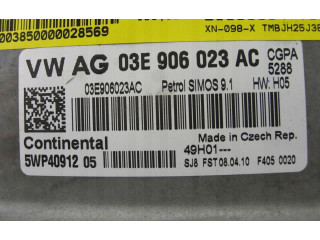 003850000028569
XN-098-X TMBJH25J3B
VW AG 03E 906 023 AC CGPA
5288
03E906023AC Petrol SIMOS 9.1 HW: H05
Continental Made in Czech Rep.
5WP40912 05 49H01---
SJ8 FST 08.04.10 F405 0020